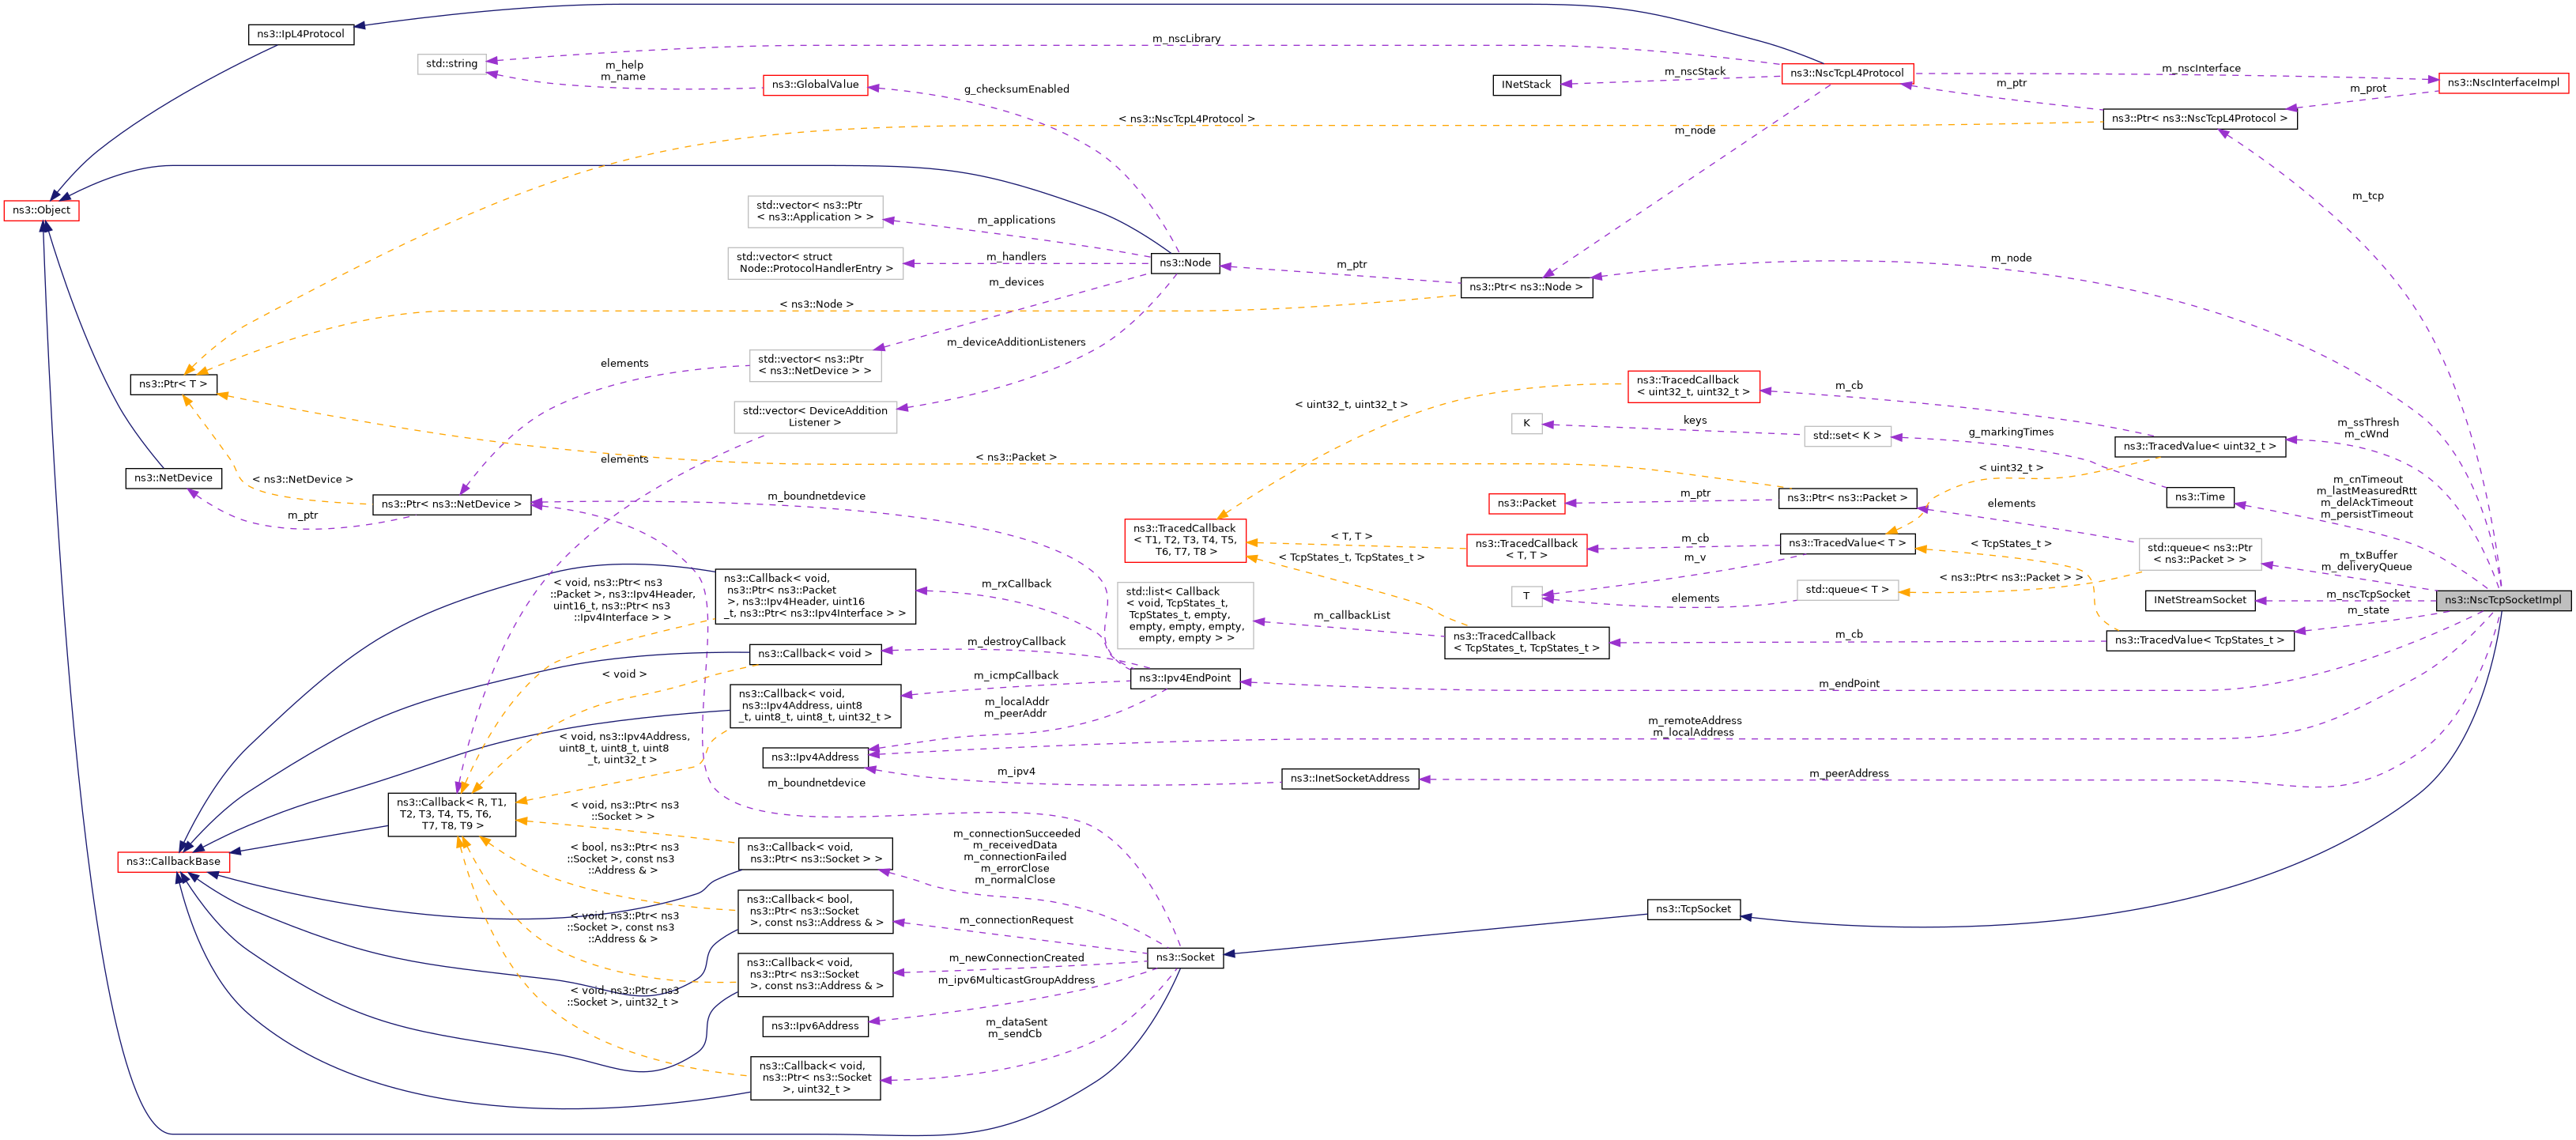 ns3::IpL4Protocol
std::string
m_nscLibrary
m_help
m_name
ns3::GlobalValue
g_checksumEnabled
INetStack
m_nscStack
ns3::NscTcpL4Protocol
m_nscInterface
ns3::NscInterfaceImpl
m_ptr
m_prot
ns3::Ptr< ns3::NscTcpL4Protocol >
< ns3::NscTcpL4Protocol >
m_node
m_tcp
ns3::Object
std::vector< ns3::Ptr
< ns3::Application > >
m_applications
std::vector< struct
Node::ProtocolHandlerEntry >
m_handlers
ns3::Node
m_ptr
ns3::Ptr< ns3::Node >
m_node
m_devices
< ns3::Node >
m_deviceAdditionListeners
std::vector< ns3::Ptr
< ns3::NetDevice > >
elements
ns3::Ptr< T >
std::vector< DeviceAddition
Listener >
elements
< ns3::Packet >
ns3::NetDevice
< ns3::NetDevice >
ns3::Ptr< ns3::NetDevice >
m_ptr
m_boundnetdevice
< uint32_t, uint32_t >
ns3::TracedCallback
< uint32_t, uint32_t >
m_cb
K
keys
std::set< K >
g_markingTimes
ns3::TracedValue< uint32_t >
m_ssThresh
m_cWnd
< uint32_t >
ns3::Packet
m_ptr
ns3::Ptr< ns3::Packet >
elements
ns3::Time
m_cnTimeout
m_lastMeasuredRtt
m_delAckTimeout
m_persistTimeout
ns3::TracedCallback
< T1, T2, T3, T4, T5,
T6, T7, T8 >
< T, T >
ns3::TracedCallback
< T, T >
m_cb
m_v
ns3::TracedValue< T >
< TcpStates_t >
std::queue< ns3::Ptr
< ns3::Packet > >
m_txBuffer
m_deliveryQueue
< TcpStates_t, TcpStates_t >
T
elements
std::queue< T >
< ns3::Ptr< ns3::Packet > >
INetStreamSocket
m_nscTcpSocket
ns3::NscTcpSocketImpl
m_state
ns3::TracedValue< TcpStates_t >
m_cb
ns3::TracedCallback
< TcpStates_t, TcpStates_t >
m_callbackList
std::list< Callback
< void, TcpStates_t,
TcpStates_t, empty,
empty, empty, empty,
empty, empty > >
< void, ns3::Ptr< ns3
::Packet >, ns3::Ipv4Header,
uint16_t, ns3::Ptr< ns3
::Ipv4Interface > >
ns3::Callback< void,
ns3::Ptr< ns3::Packet
>, ns3::Ipv4Header, uint16
_t, ns3::Ptr< ns3::Ipv4Interface > >
m_rxCallback
m_destroyCallback
ns3::Callback< void >
< void >
m_icmpCallback
ns3::Ipv4EndPoint
m_endPoint
ns3::Callback< void,
ns3::Ipv4Address, uint8
_t, uint8_t, uint8_t, uint32_t >
m_localAddr
m_peerAddr
< void, ns3::Ipv4Address,
uint8_t, uint8_t, uint8
_t, uint32_t >
ns3::Ipv4Address
m_remoteAddress
m_localAddress
m_ipv4
ns3::InetSocketAddress
m_peerAddress
m_boundnetdevice
ns3::Callback< R, T1,
T2, T3, T4, T5, T6,
T7, T8, T9 >
< void, ns3::Ptr< ns3
::Socket > >
ns3::CallbackBase
< bool, ns3::Ptr< ns3
::Socket >, const ns3
::Address & >
ns3::Callback< void,
ns3::Ptr< ns3::Socket > >
m_connectionSucceeded
m_receivedData
m_connectionFailed
m_errorClose
m_normalClose
< void, ns3::Ptr< ns3
::Socket >, const ns3
::Address & >
ns3::Callback< bool,
ns3::Ptr< ns3::Socket
>, const ns3::Address & >
m_connectionRequest
ns3::TcpSocket
ns3::Socket
m_newConnectionCreated
ns3::Callback< void,
ns3::Ptr< ns3::Socket
>, const ns3::Address & >
m_ipv6MulticastGroupAddress
< void, ns3::Ptr< ns3
::Socket >, uint32_t >
ns3::Ipv6Address
m_dataSent
m_sendCb
ns3::Callback< void,
ns3::Ptr< ns3::Socket
>, uint32_t >